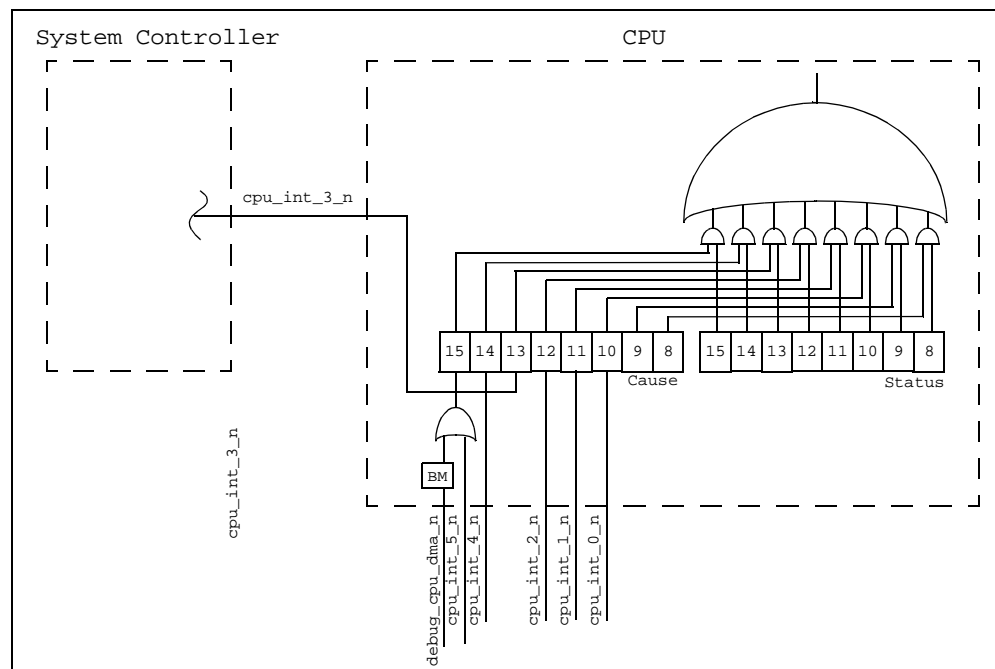 System Controller
CPU
cpu_int_3_n
15 14 13 12 11 10 9 8
15 14 13 12 11 10 9 8
Cause
Status
BM
cpu_int_3_n
debug_cpu_dma_n
cpu_int_5_n
cpu_int_4_n
cpu_int_2_n
cpu_int_1_n
cpu_int_0_n